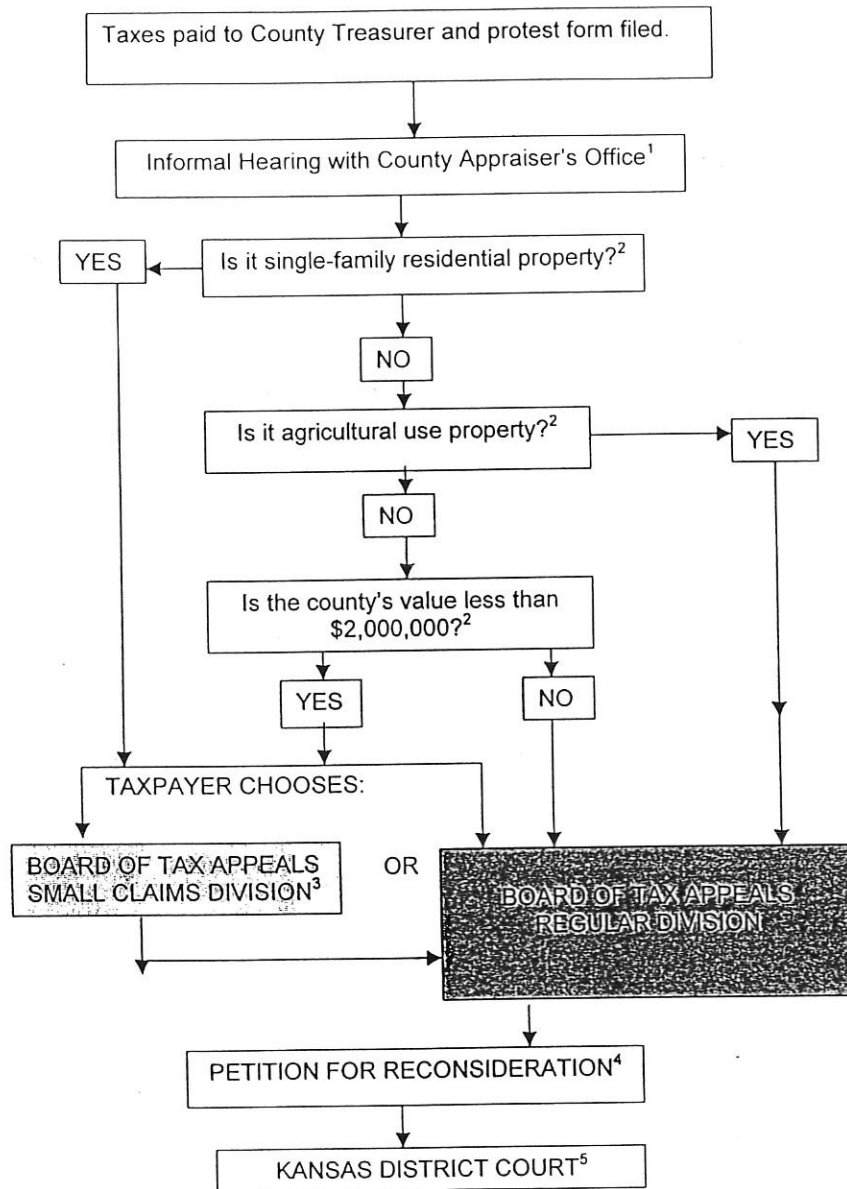 Taxes paid to County Treasurer and protest form filed.
Informal Hearing with County Appraiser's Office¹
YES
Is it single-family residential property?²
NO
Is it agricultural use property?²
YES
NO
Is the county's value less than
$2,000,000?²
YES
NO
TAXPAYER CHOOSES:
BOARD OF TAX APPEALS
SMALL CLAIMS DIVISION³
OR
BOARD OF TAX APPEALS
REGULAR DIVISION
PETITION FOR RECONSIDERATION⁴
KANSAS DISTRICT COURT⁵